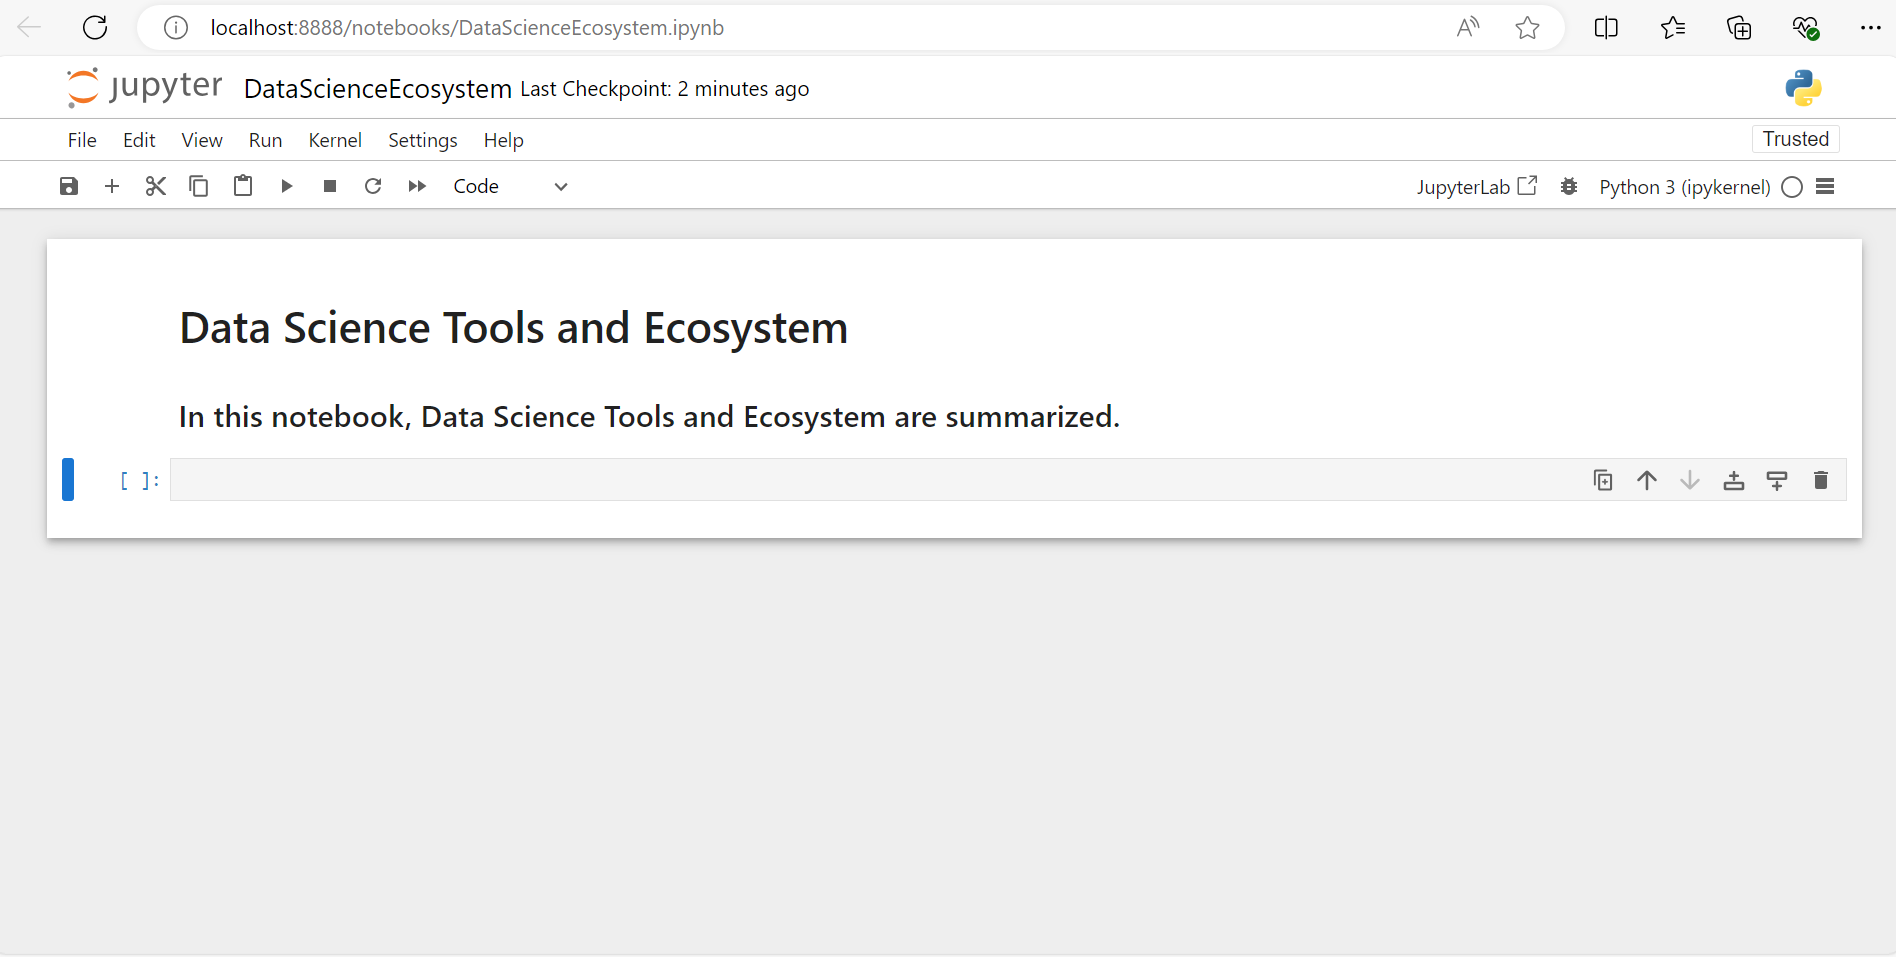 localhost:8888/notebooks/DataScienceEcosystem.ipynb
jupyter DataScienceEcosystem Last Checkpoint: 2 minutes ago
File Edit View Run Kernel Settings Help Trusted
Code JupyterLab Python 3 (ipykernel)
Data Science Tools and Ecosystem
In this notebook, Data Science Tools and Ecosystem are summarized.
[ ]: